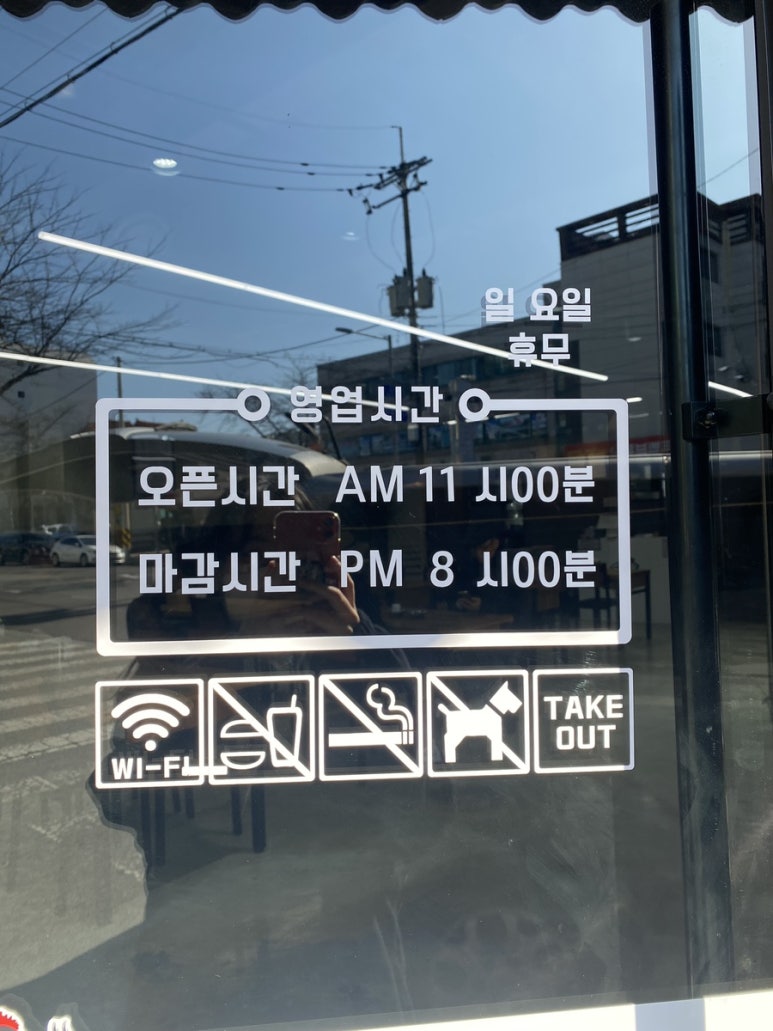 일 요일
휴무
영업시간
오픈시간 AM 11 시00분
마감시간 PM 8 시00분
WI-FI
TAKE
OUT